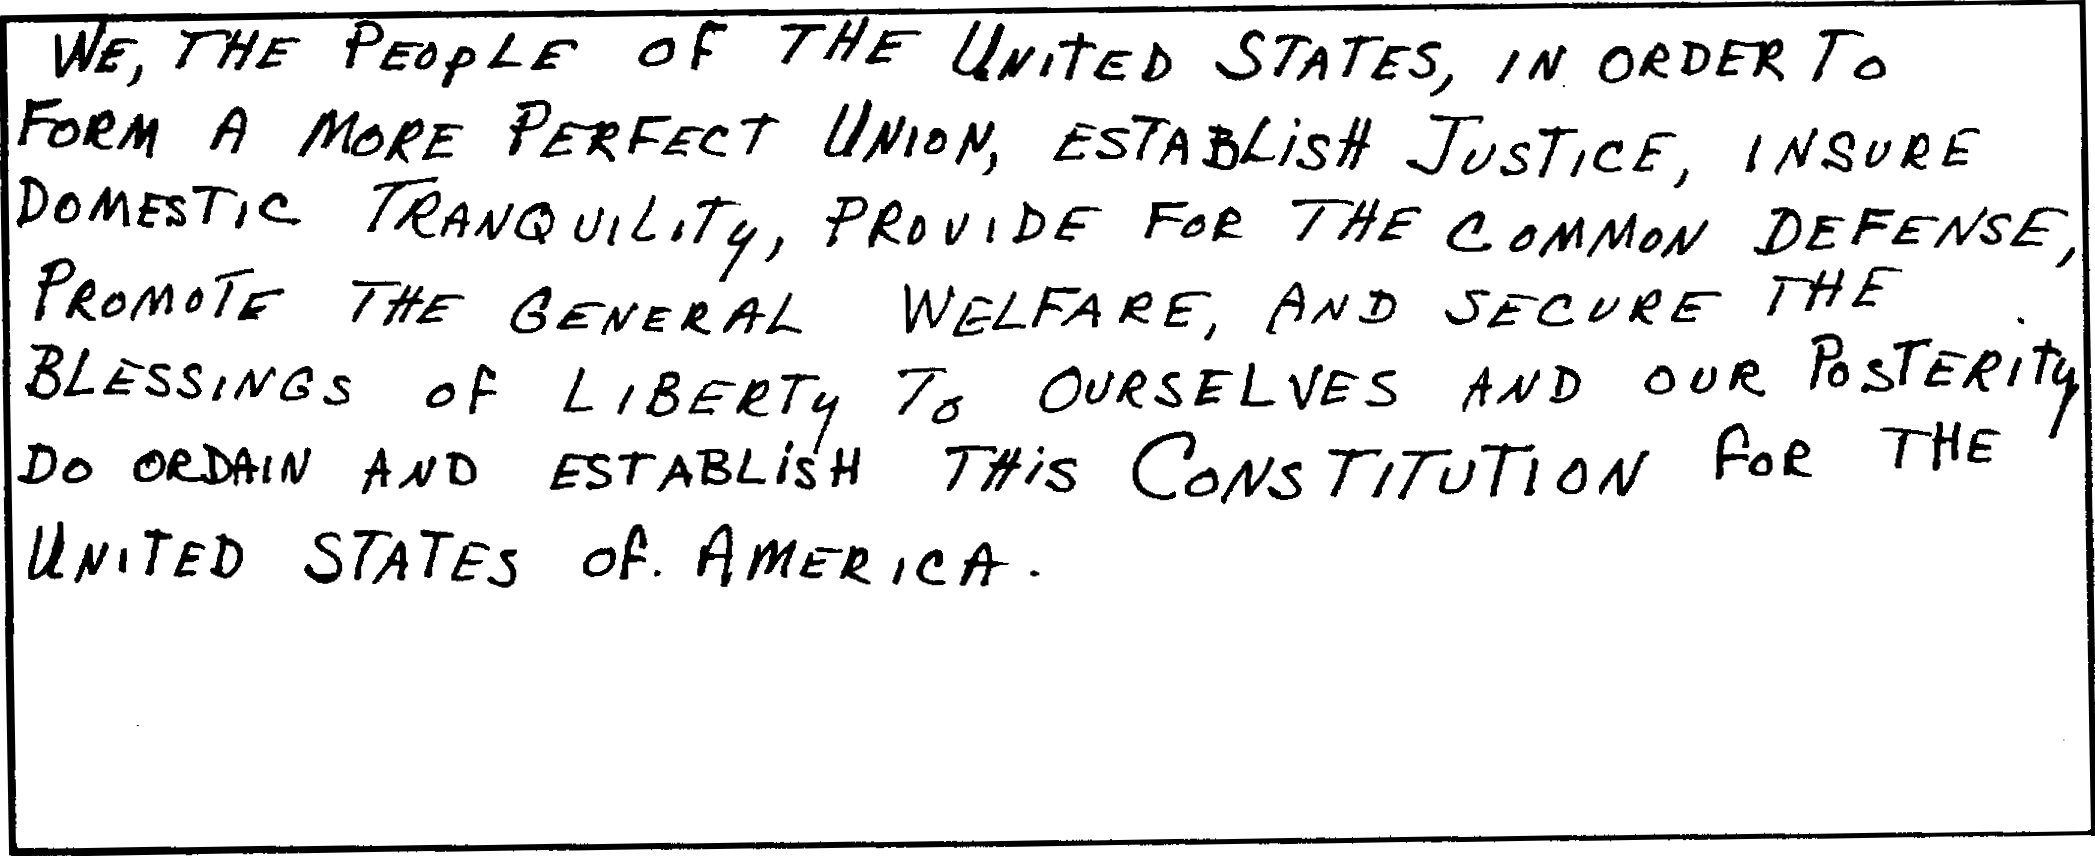 WE, THE PEOPLE OF THE UNITED STATES, IN ORDER TO
FORM A MORE PERFECT UNION, ESTABLISH JUSTICE, INSURE
DOMESTIC TRANQUILITY, PROVIDE FOR THE COMMON DEFENSE,
PROMOTE THE GENERAL WELFARE, AND SECURE THE
BLESSINGS OF LIBERTY TO OURSELVES AND OUR POSTERITY
DO ORDAIN AND ESTABLISH THIS CONSTITUTION FOR THE
UNITED STATES OF. AMERICA.